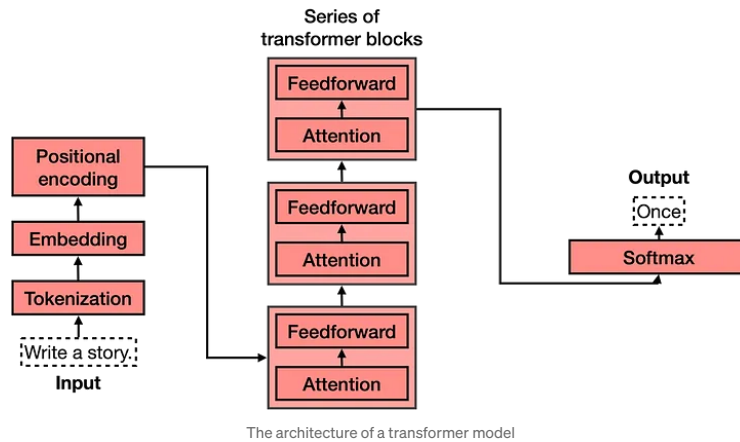 Series of
transformer blocks
Feedforward
Attention
Feedforward
Attention
Feedforward
Attention
Positional
encoding
Embedding
Tokenization
Write a story.
Input
Output
Once
Softmax
The architecture of a transformer model